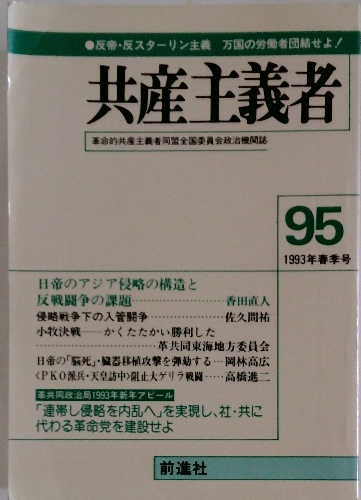 ●反帝・反スターリン主義 万国の労働者団結せよ!
共産主義者
革命的共産主義者同盟全国委員会政治機関誌
95
1993年春季号
日帝のアジア侵略の構造と
反戦闘争の課題……………香田直人
侵略戦争下の入管闘争……………佐久間祐
小牧決戦――かくたたかい勝利した
……………革共同東海地方委員会
日帝の「脳死」・臓器移植攻撃を弾劾する…岡林高広
〈PKO派兵・天皇訪中〉阻止大ゲリラ戦闘……高橋進二
革共同政治局1993年新年アピール
「連帯し侵略を内乱へ」を実現し、社・共に
代わる革命党を建設せよ
前進社